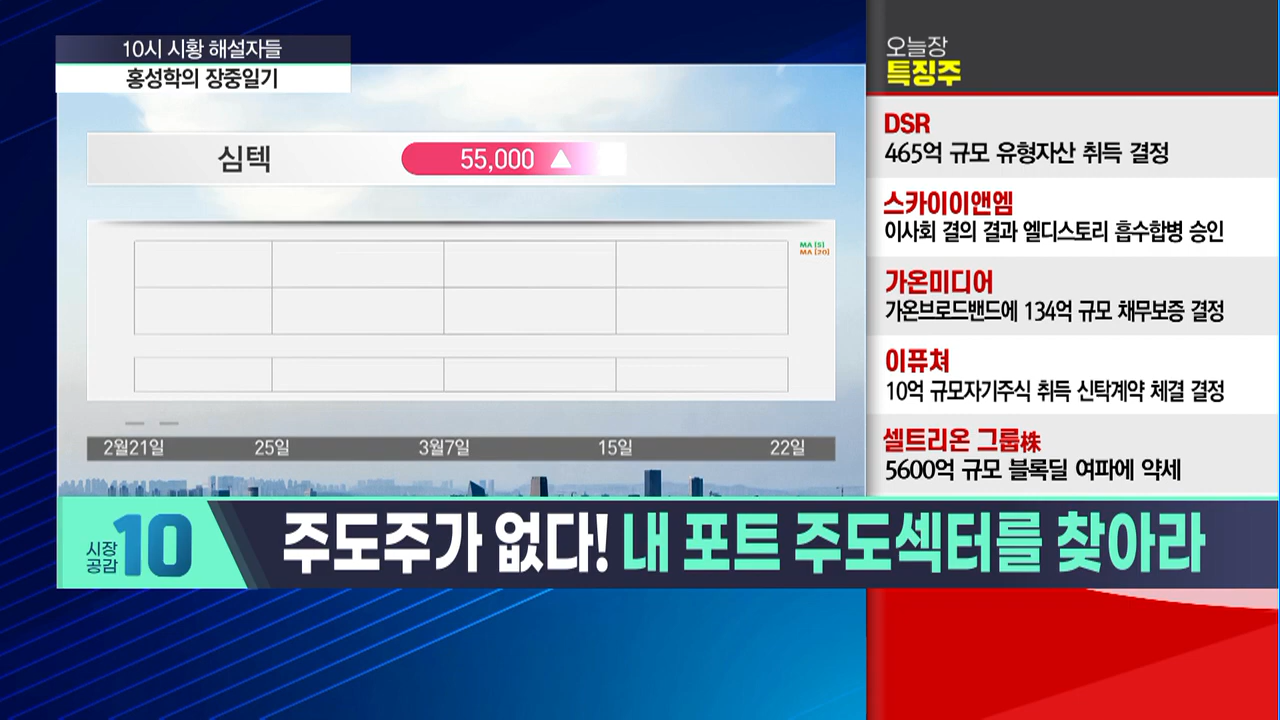 10시 시황 해설자들
홍성학의 장중일기
심텍
55,000 ▲
MA [5]
MA [20]
2월21일 25일 3월7일 15일 22일
오늘장
특징주
DSR
465억 규모 유형자산 취득 결정
스카이이앤엠
이사회 결의 결과 엘디스토리 흡수합병 승인
가온미디어
가온브로드밴드에 134억 규모 채무보증 결정
이퓨쳐
10억 규모자기주식 취득 신탁계약 체결 결정
셀트리온 그룹株
5600억 규모 블록딜 여파에 약세
시장
공감
10
주도주가 없다! 내 포트 주도섹터를 찾아라